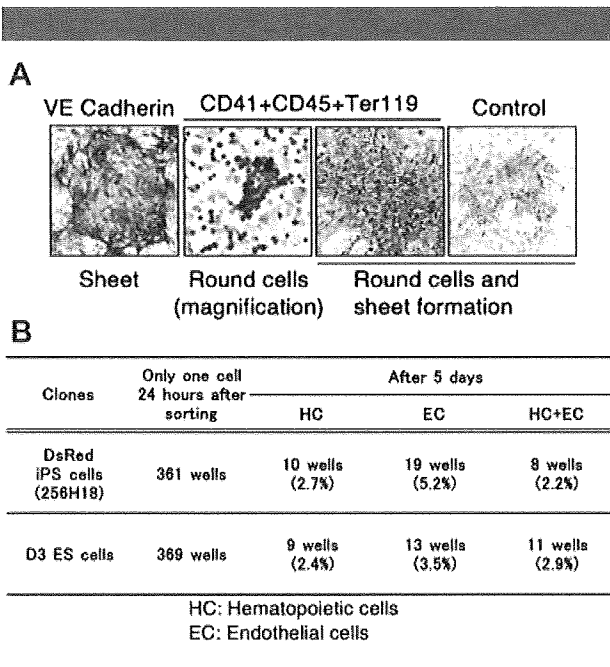 A
VE Cadherin CD41+CD45+Ter119 Control
Sheet Round cells Round cells and
(magnification) sheet formation
B
Clones Only one cell 24 hours after sorting After 5 days
HC EC HC+EC
DsRed iPS cells (256H18) 361 wells 10 wells (2.7%) 19 wells (5.2%) 8 wells (2.2%)
D3 ES cells 369 wells 9 wells (2.4%) 13 wells (3.5%) 11 wells (2.9%)
HC: Hematopoietic cells
EC: Endothelial cells